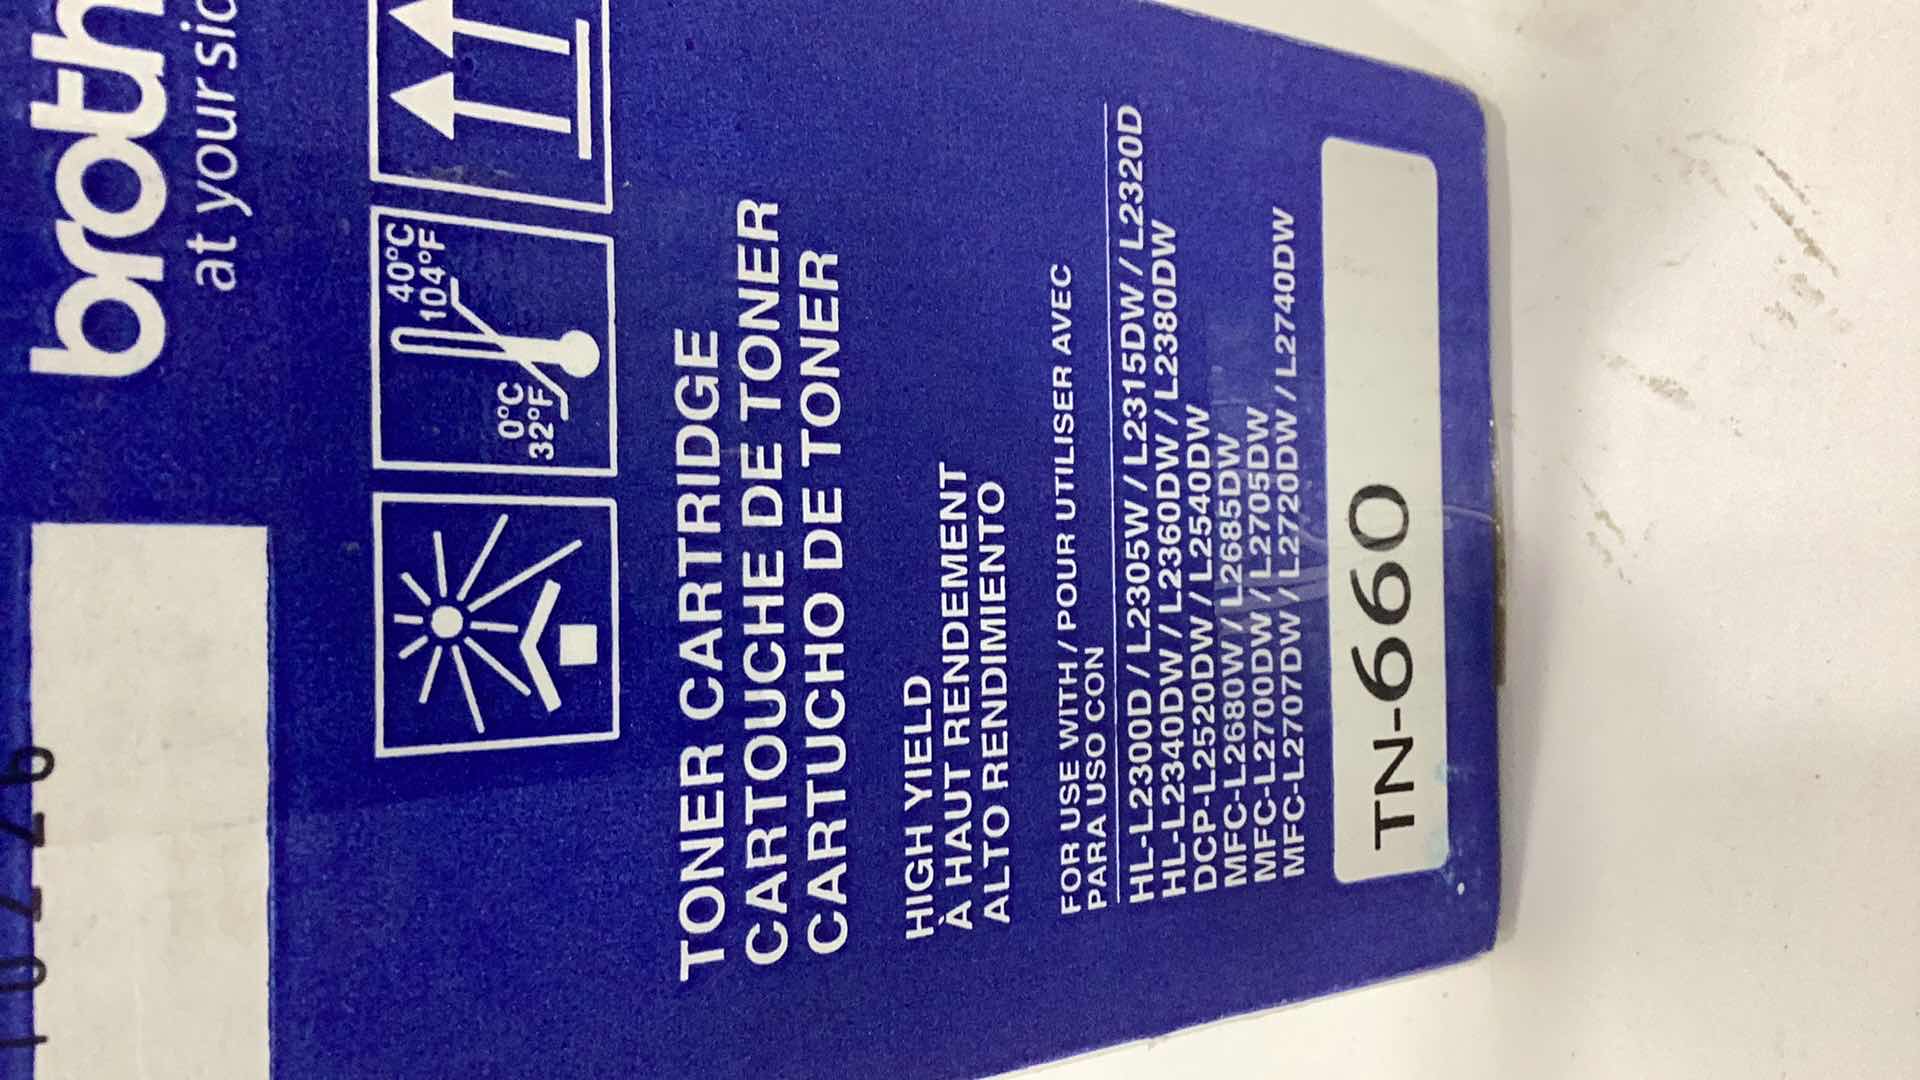 broth
at your sid
40°C
104°F
0°C
32°F
TONER CARTRIDGE
CARTOUCHE DE TONER
CARTUCHO DE TONER
HIGH YIELD
À HAUT RENDEMENT
ALTO RENDIMIENTO
FOR USE WITH / POUR UTILISER AVEC
PARA USO CON
HL-L2300D / L2305W / L2315DW / L2320D
HL-L2340DW / L2360DW / L2380DW
DCP-L2520DW / L2540DW
MFC-L2680W / L2685DW
MFC-L2700DW / L2705DW
MFC-L2707DW / L2720DW / L2740DW
TN-660